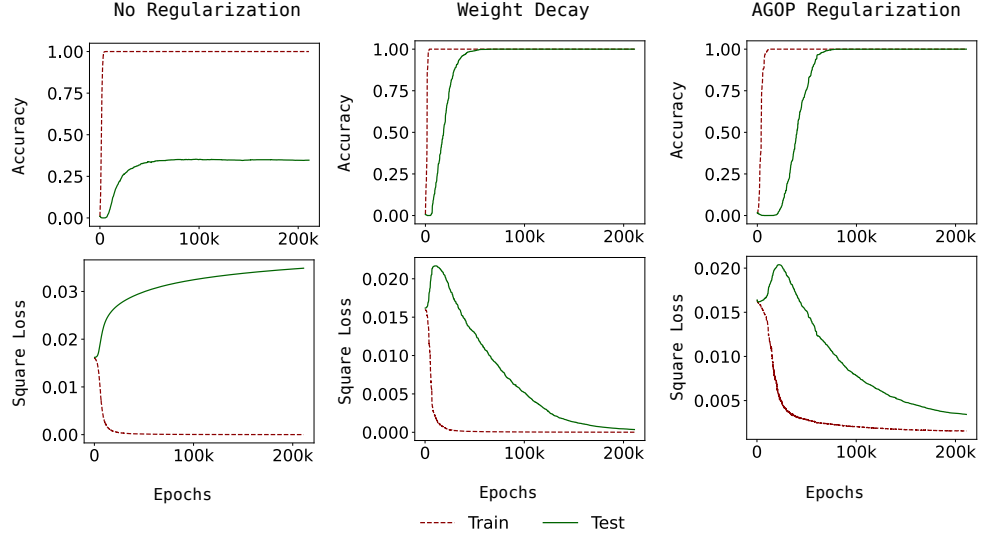 No Regularization
Weight Decay
AGOP Regularization
Accuracy
1.00
0.75
0.50
0.25
0.00
0
100k
200k
Accuracy
1.00
0.75
0.50
0.25
0.00
0
100k
200k
Accuracy
1.00
0.75
0.50
0.25
0.00
0
100k
200k
Square Loss
0.03
0.02
0.01
0.00
0
100k
200k
Epochs
Square Loss
0.020
0.015
0.010
0.005
0.000
0
100k
200k
Epochs
Square Loss
0.020
0.015
0.010
0.005
0
100k
200k
Epochs
Train
Test